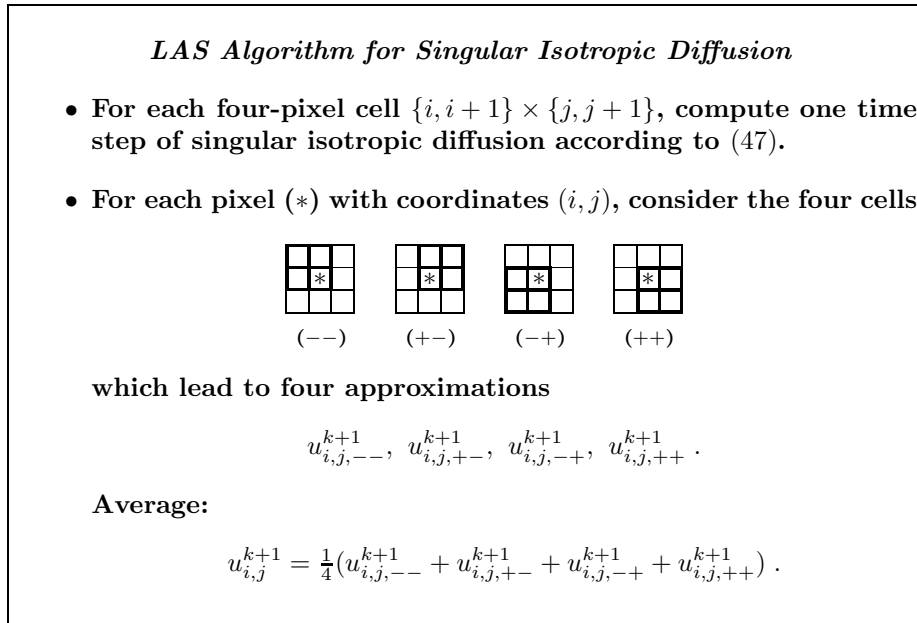 LAS Algorithm for Singular Isotropic Diffusion
• For each four-pixel cell {i, i + 1} × {j, j + 1}, compute one time
step of singular isotropic diffusion according to (47).
• For each pixel (∗) with coordinates (i, j), consider the four cells
∗ ∗ ∗ ∗
(−−) (+−) (−+) (++)
which lead to four approximations
u^{k+1}_{i,j,−−}, u^{k+1}_{i,j,+−}, u^{k+1}_{i,j,−+}, u^{k+1}_{i,j,++} .
Average:
u^{k+1}_{i,j} = 1/4 (u^{k+1}_{i,j,−−} + u^{k+1}_{i,j,+−} + u^{k+1}_{i,j,−+} + u^{k+1}_{i,j,++}) .